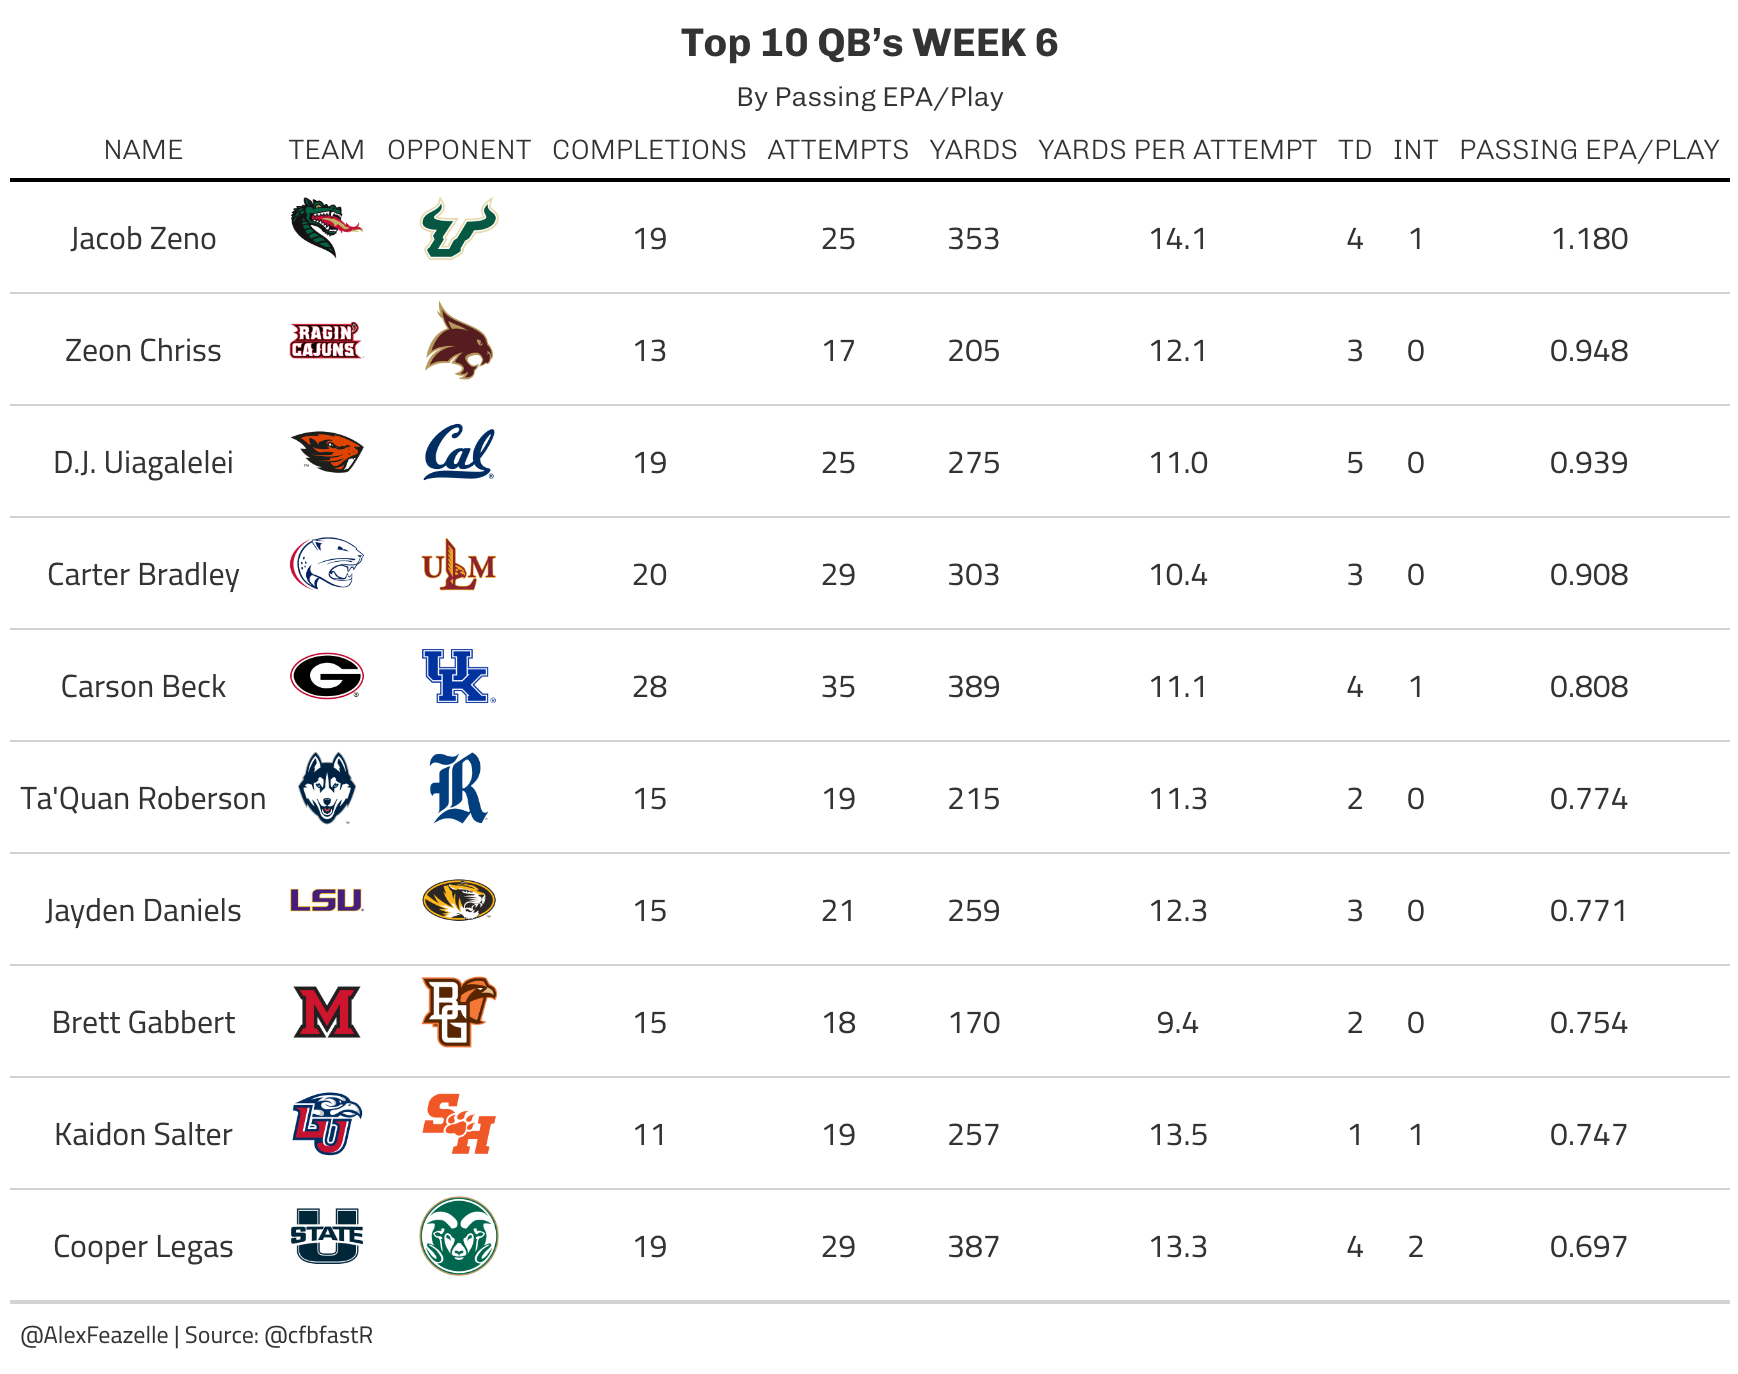 Top 10 QB’s WEEK 6
By Passing EPA/Play
NAME TEAM OPPONENT COMPLETIONS ATTEMPTS YARDS YARDS PER ATTEMPT TD INT PASSING EPA/PLAY
Jacob Zeno 19 25 353 14.1 4 1 1.180
Zeon Chriss RAGIN' CAJUNS 13 17 205 12.1 3 0 0.948
D.J. Uiagalelei Cal 19 25 275 11.0 5 0 0.939
Carter Bradley ULM 20 29 303 10.4 3 0 0.908
Carson Beck G UK 28 35 389 11.1 4 1 0.808
Ta'Quan Roberson R 15 19 215 11.3 2 0 0.774
Jayden Daniels LSU 15 21 259 12.3 3 0 0.771
Brett Gabbert M BG 15 18 170 9.4 2 0 0.754
Kaidon Salter LU SH 11 19 257 13.5 1 1 0.747
Cooper Legas U STATE 19 29 387 13.3 4 2 0.697
@AlexFeazelle | Source: @cfbfastR